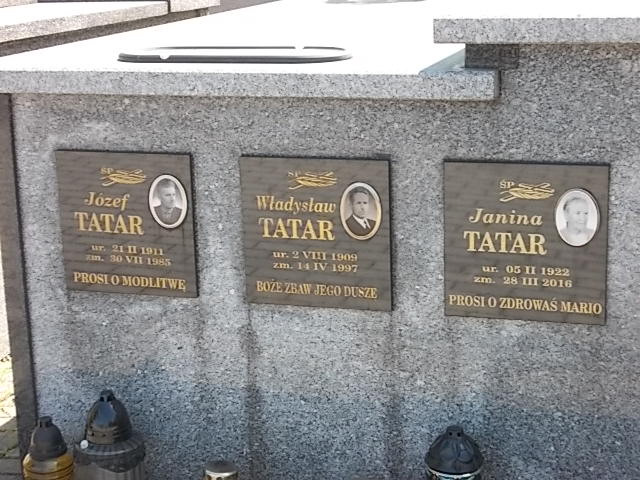 ŚP
Józef
TATAR
ur. 21 II 1911
zm. 30 VII 1985
PROSI O MODLITWĘ
ŚP
Władysław
TATAR
ur. 2 VIII 1909
zm. 14 IV 1997
BOŻE ZBAW JEGO DUSZE
ŚP
Janina
TATAR
ur. 05 II 1922
zm. 28 III 2016
PROSI O ZDROWAŚ MARIO